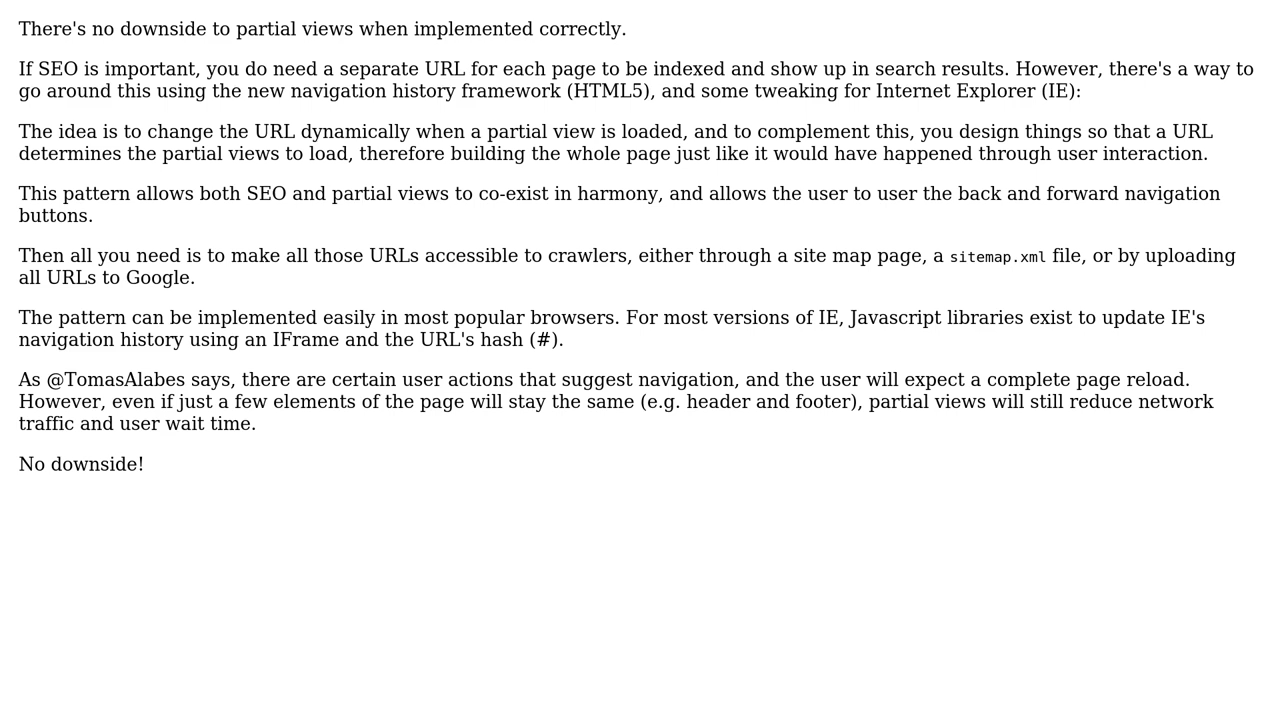 There's no downside to partial views when implemented correctly.
If SEO is important, you do need a separate URL for each page to be indexed and show up in search results. However, there's a way to
go around this using the new navigation history framework (HTML5), and some tweaking for Internet Explorer (IE):
The idea is to change the URL dynamically when a partial view is loaded, and to complement this, you design things so that a URL
determines the partial views to load, therefore building the whole page just like it would have happened through user interaction.
This pattern allows both SEO and partial views to co-exist in harmony, and allows the user to user the back and forward navigation
buttons.
Then all you need is to make all those URLs accessible to crawlers, either through a site map page, a sitemap.xml file, or by uploading
all URLs to Google.
The pattern can be implemented easily in most popular browsers. For most versions of IE, Javascript libraries exist to update IE's
navigation history using an IFrame and the URL's hash (#).
As @TomasAlabes says, there are certain user actions that suggest navigation, and the user will expect a complete page reload.
However, even if just a few elements of the page will stay the same (e.g. header and footer), partial views will still reduce network
traffic and user wait time.
No downside!